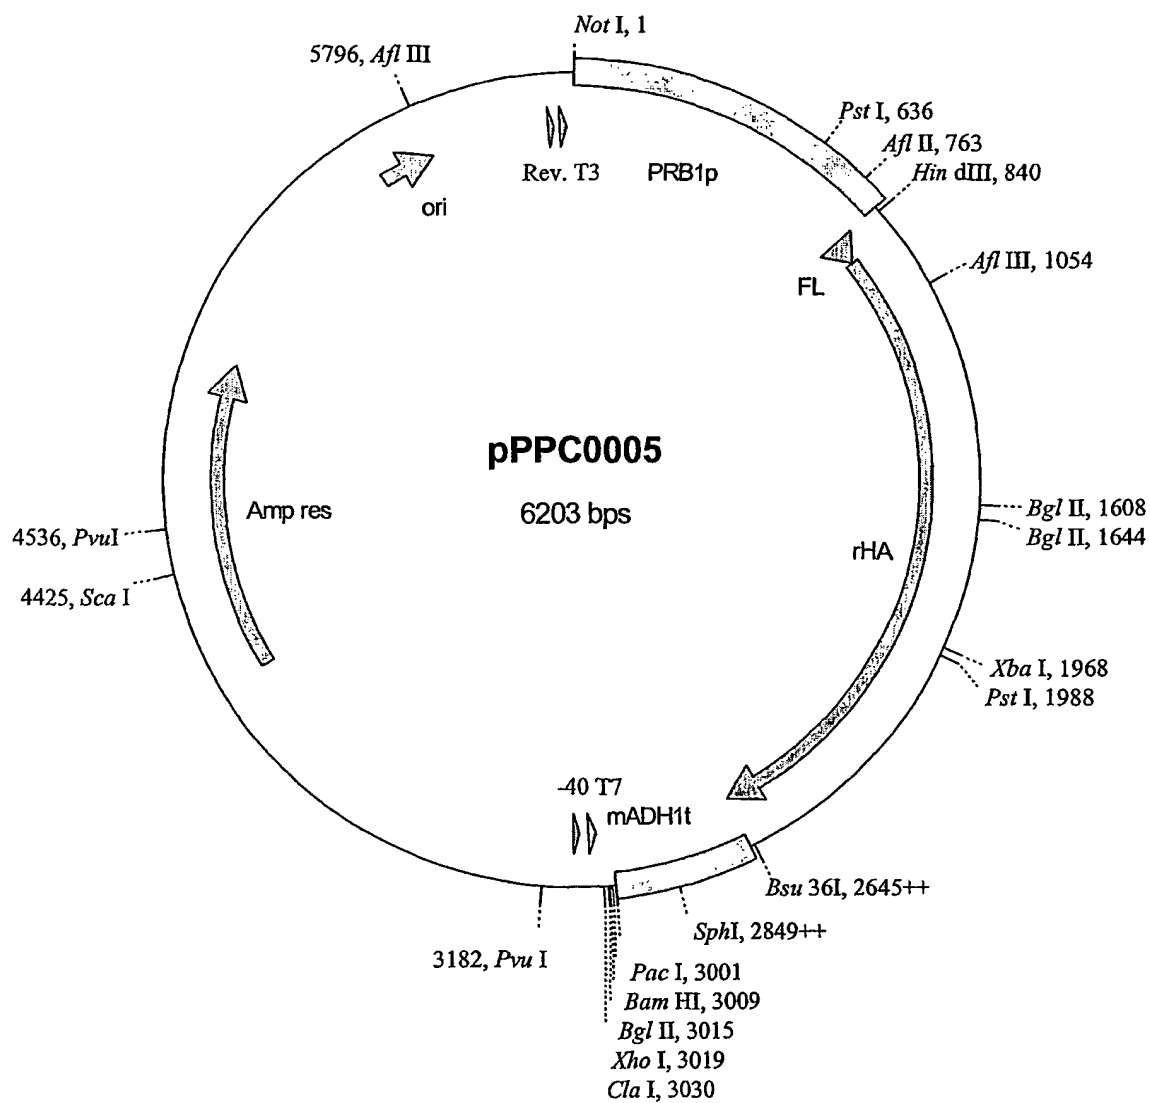 Not I, 1
5796, Afl III
Pst I, 636
Afl II, 763
Hin dIII, 840
Rev. T3
PRB1p
ori
Afl III, 1054
FL
pPPC0005
6203 bps
Amp res
Bgl II, 1608
Bgl II, 1644
4536, PvuI
rHA
4425, Sca I
Xba I, 1968
Pst I, 1988
-40 T7
mADH1t
Bsu 36I, 2645++
SphI, 2849++
3182, Pvu I
Pac I, 3001
Bam HI, 3009
Bgl II, 3015
Xho I, 3019
Cla I, 3030